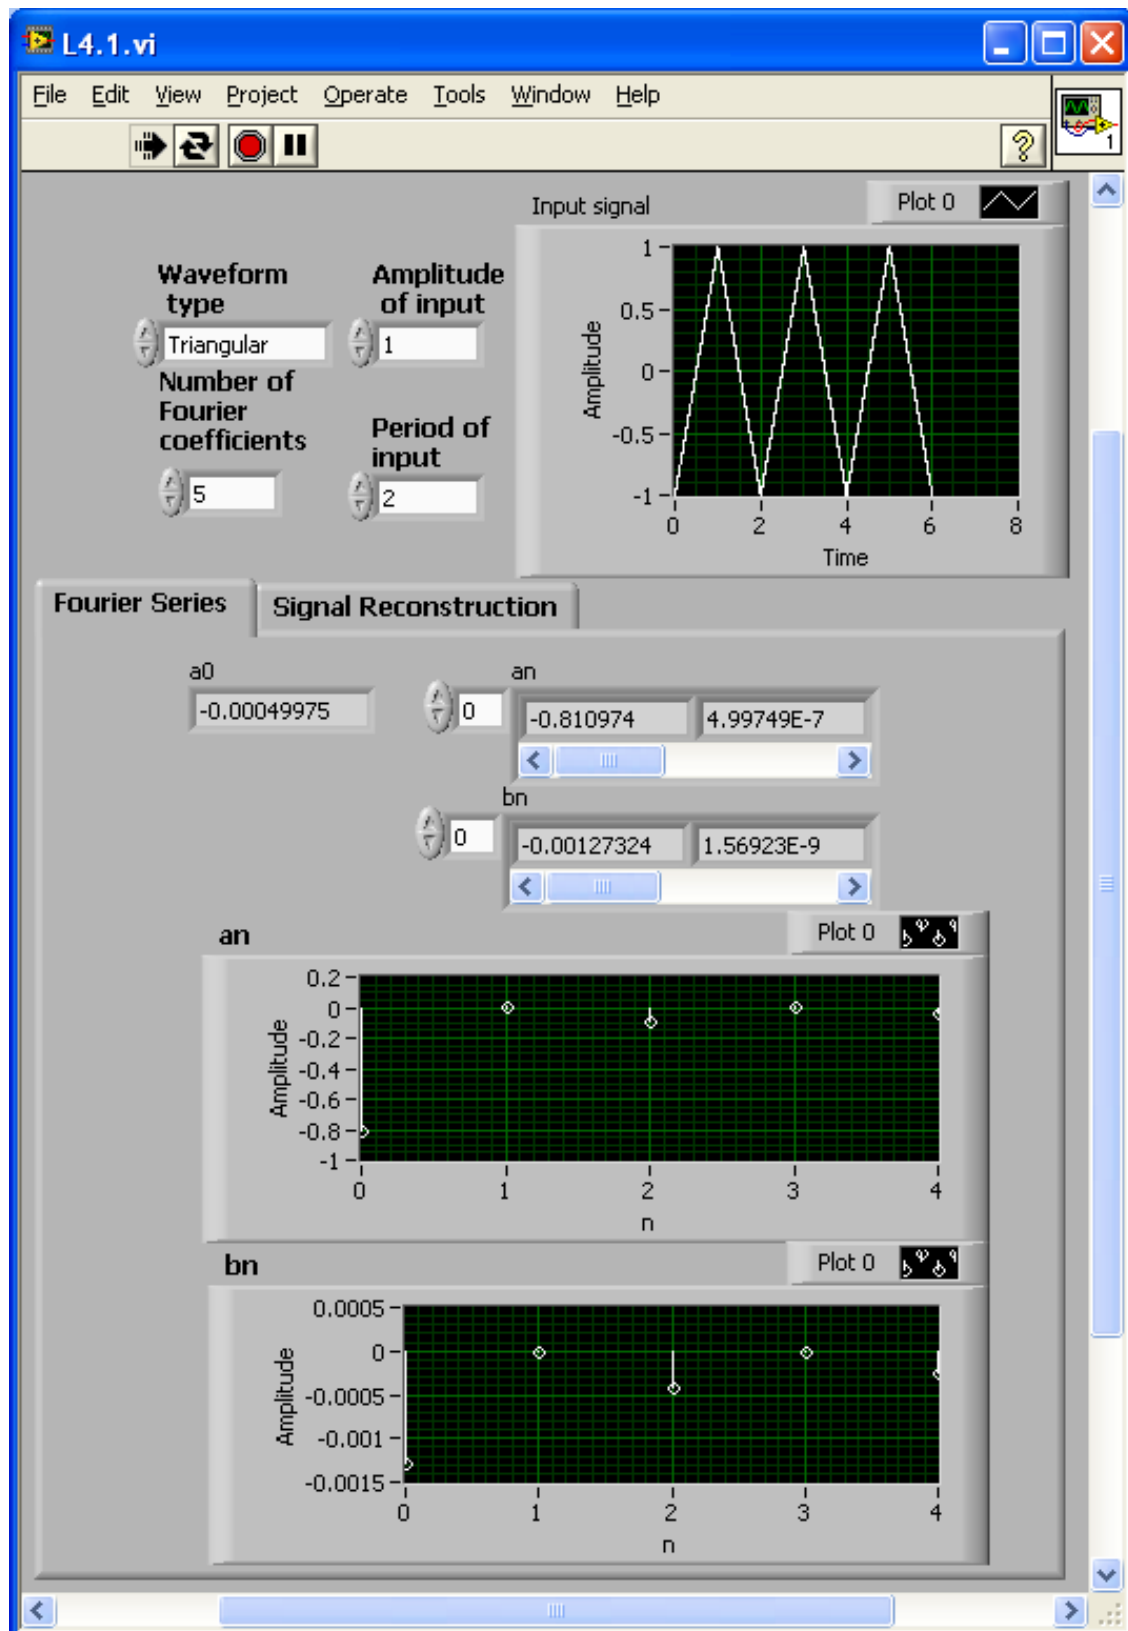 L4.1.vi
File Edit View Project Operate Tools Window Help
1
Input signal
Plot 0
Waveform
type
Triangular
Amplitude
of input
1
Number of
Fourier
coefficients
5
Period of
input
2
Amplitude
1
0.5
0
-0.5
-1
0 2 4 6 8
Time
Fourier Series
Signal Reconstruction
a0
-0.00049975
an
0
-0.810974
4.99749E-7
bn
0
-0.00127324
1.56923E-9
an
Plot 0
Amplitude
0.2
0
-0.2
-0.4
-0.6
-0.8
-1
0 1 2 3 4
n
bn
Plot 0
Amplitude
0.0005
0
-0.0005
-0.001
-0.0015
0 1 2 3 4
n